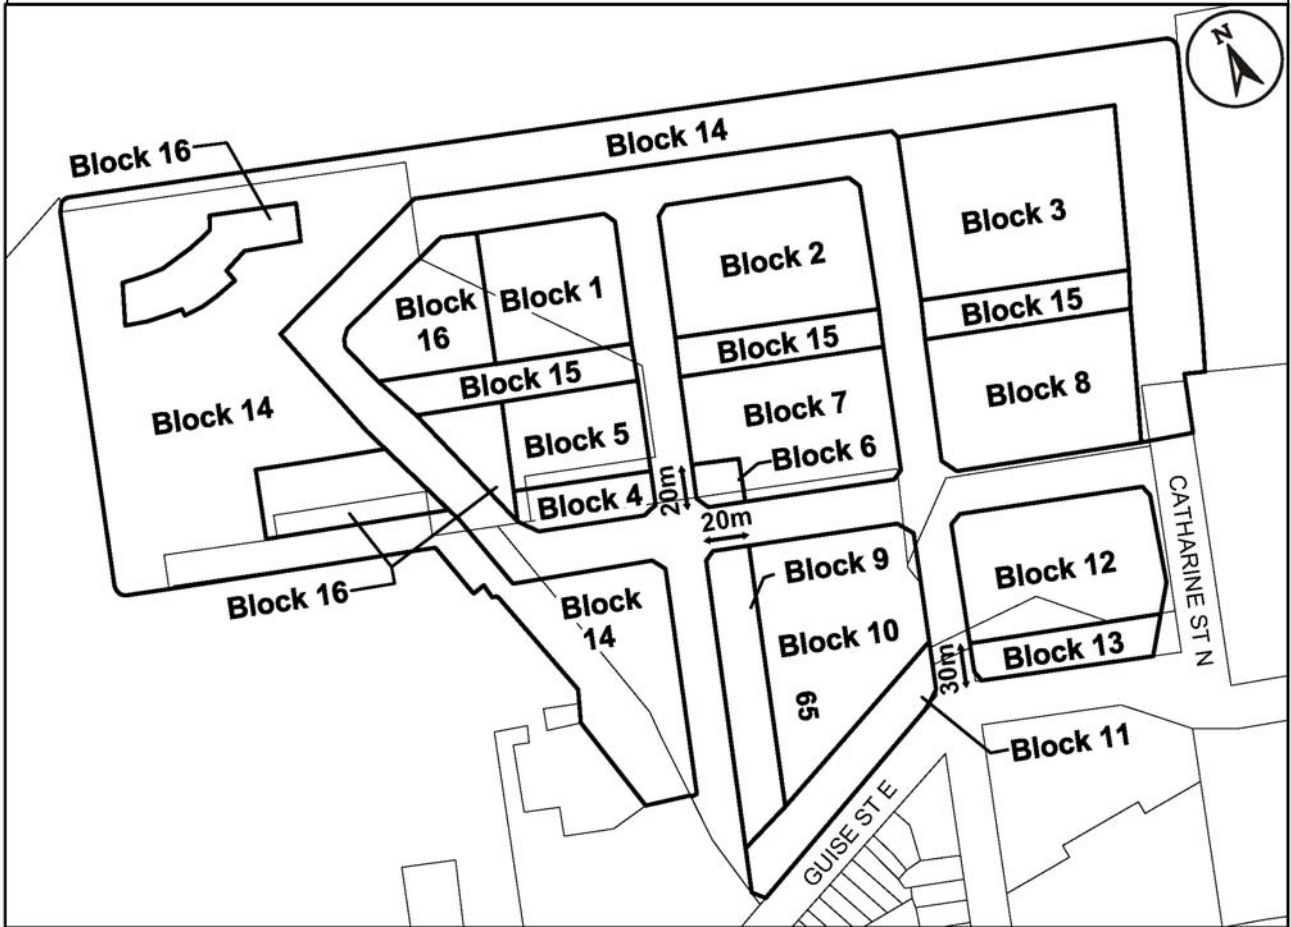 N
Block 16
Block 14
Block 3
Block 2
Block
16
Block 1
Block 15
Block 15
Block 15
Block 14
Block 8
Block 7
Block 5
Block 6
Block 4
20m
20m
CATHARINE ST N
Block 16
Block
14
Block 9
Block 12
Block 10
Block 13
30m
65
Block 11
GUISE ST E